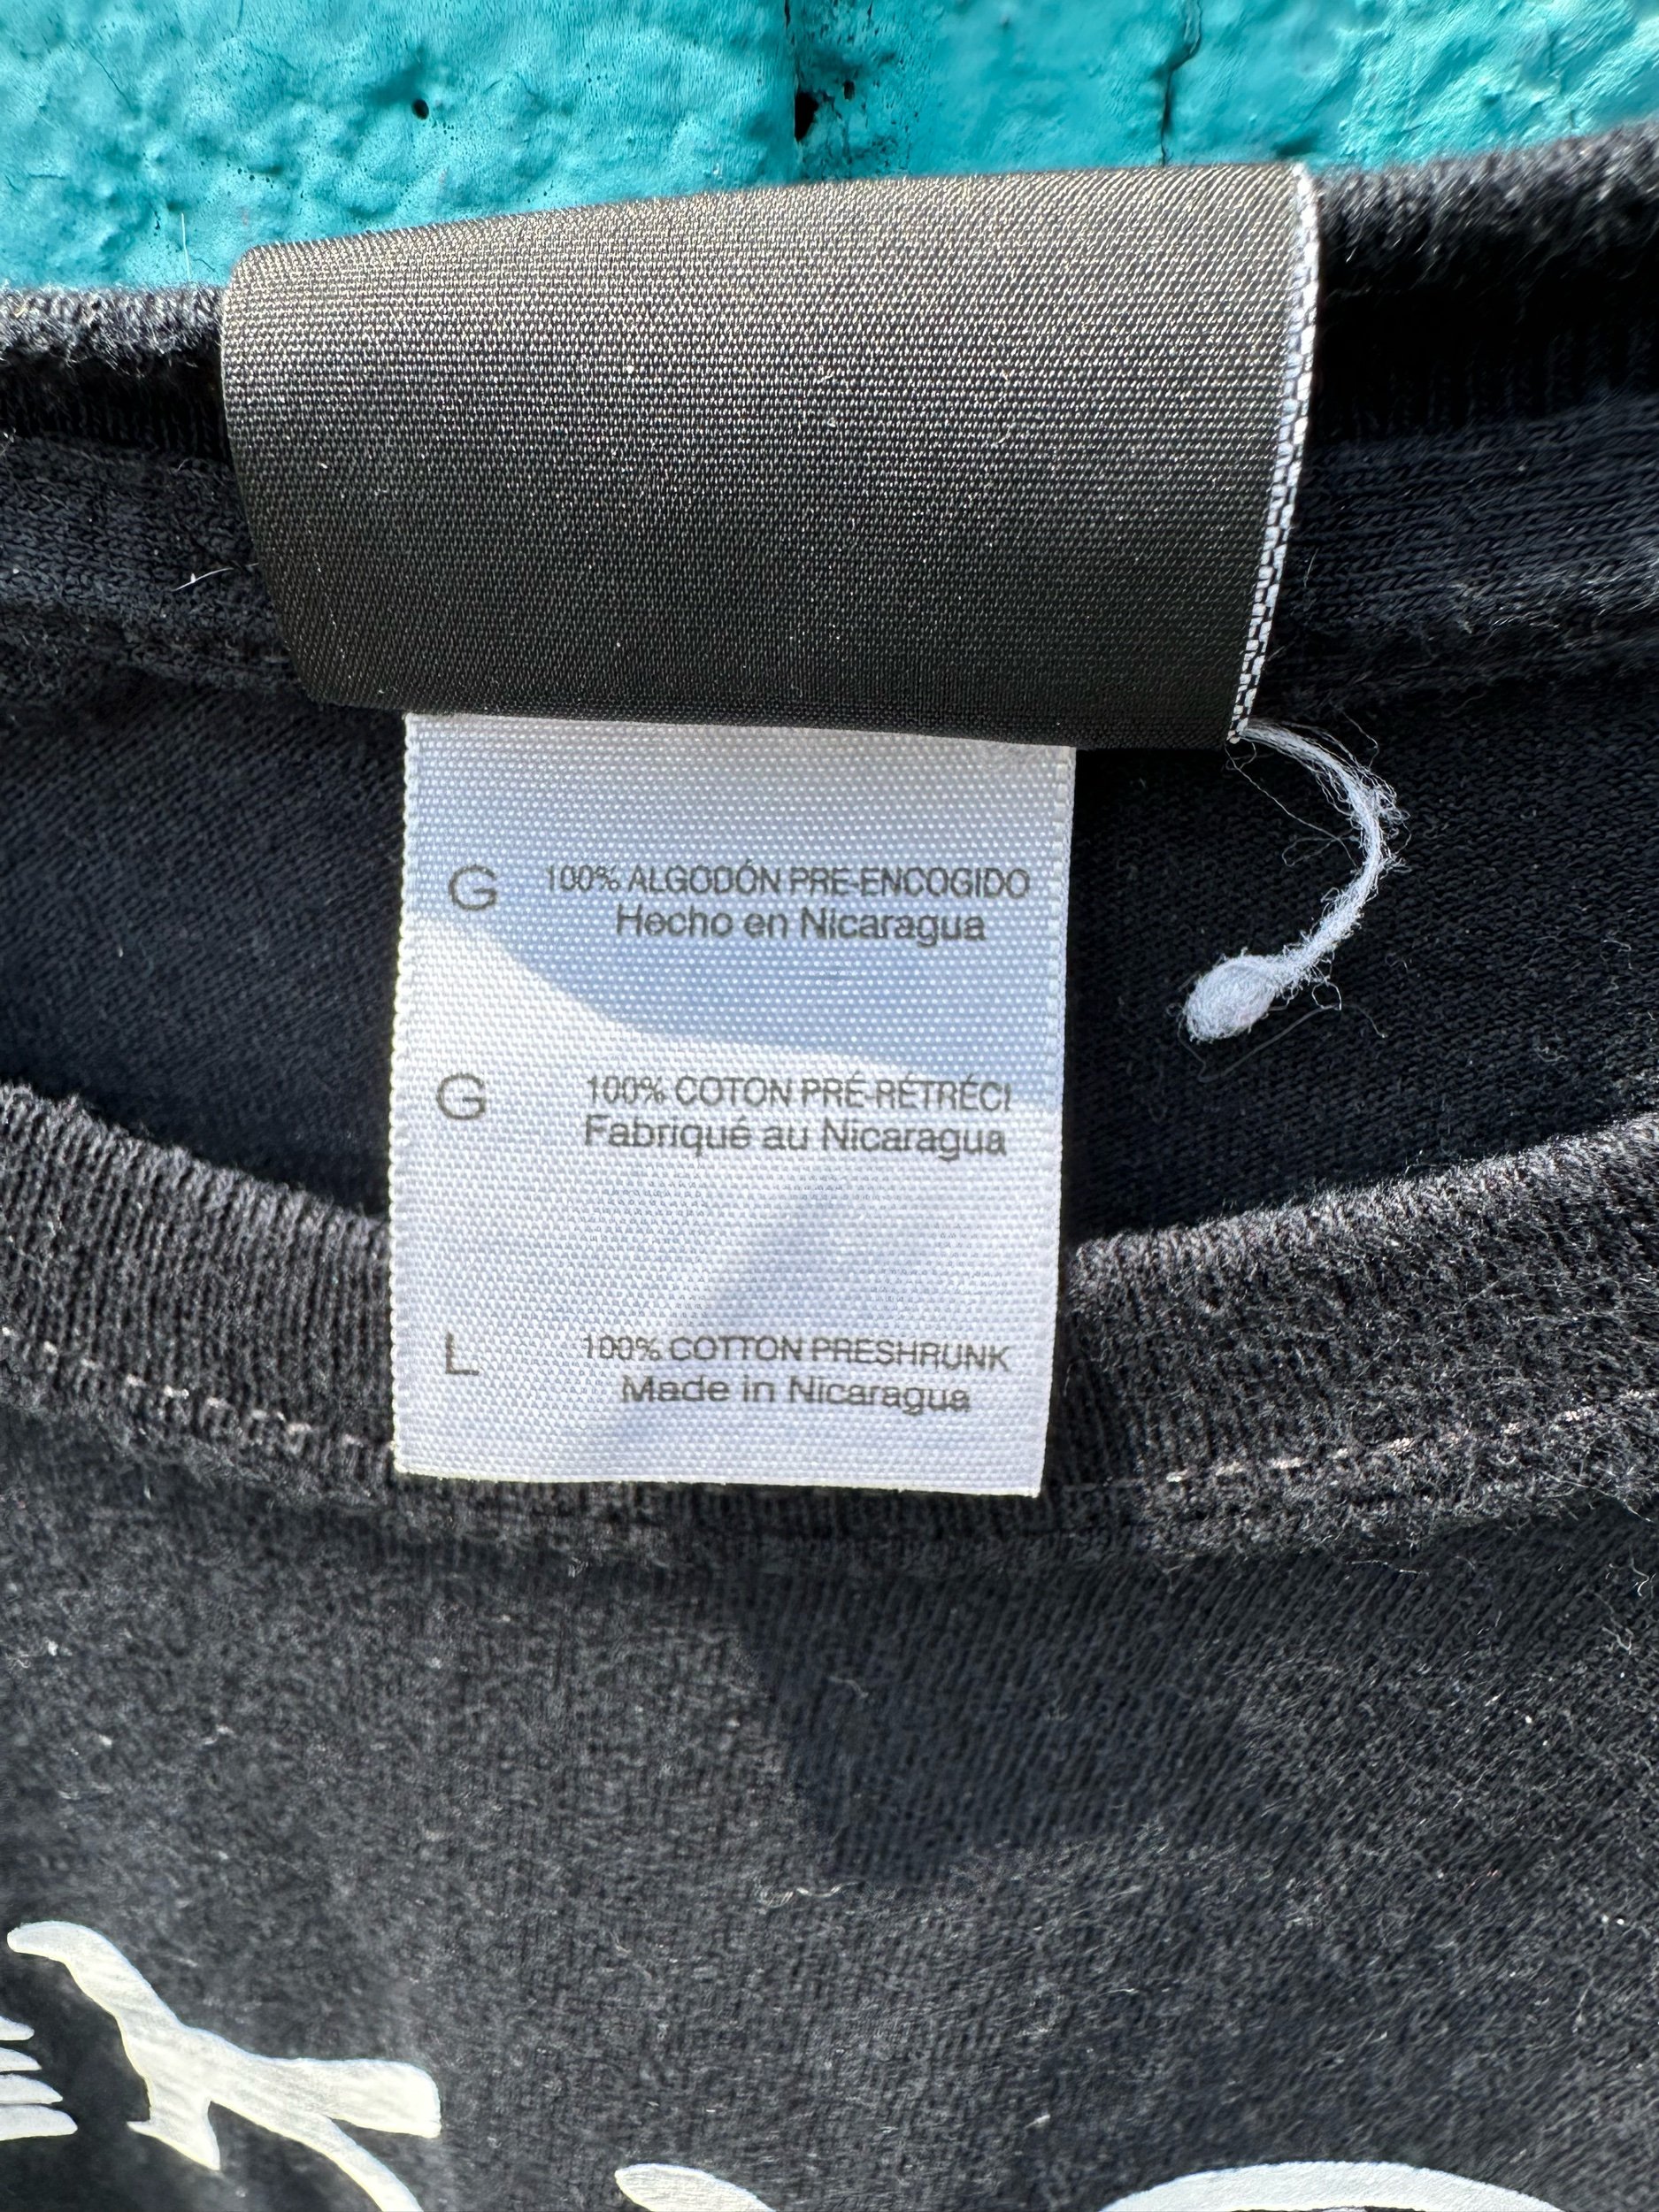 G 100% ALGODÓN PRE-ENCOGIDO
Hecho en Nicaragua
G 100% COTON PRÉ-RÉTRÉCI
Fabriqué au Nicaragua
L 100% COTTON PRESHRUNK
Made in Nicaragua